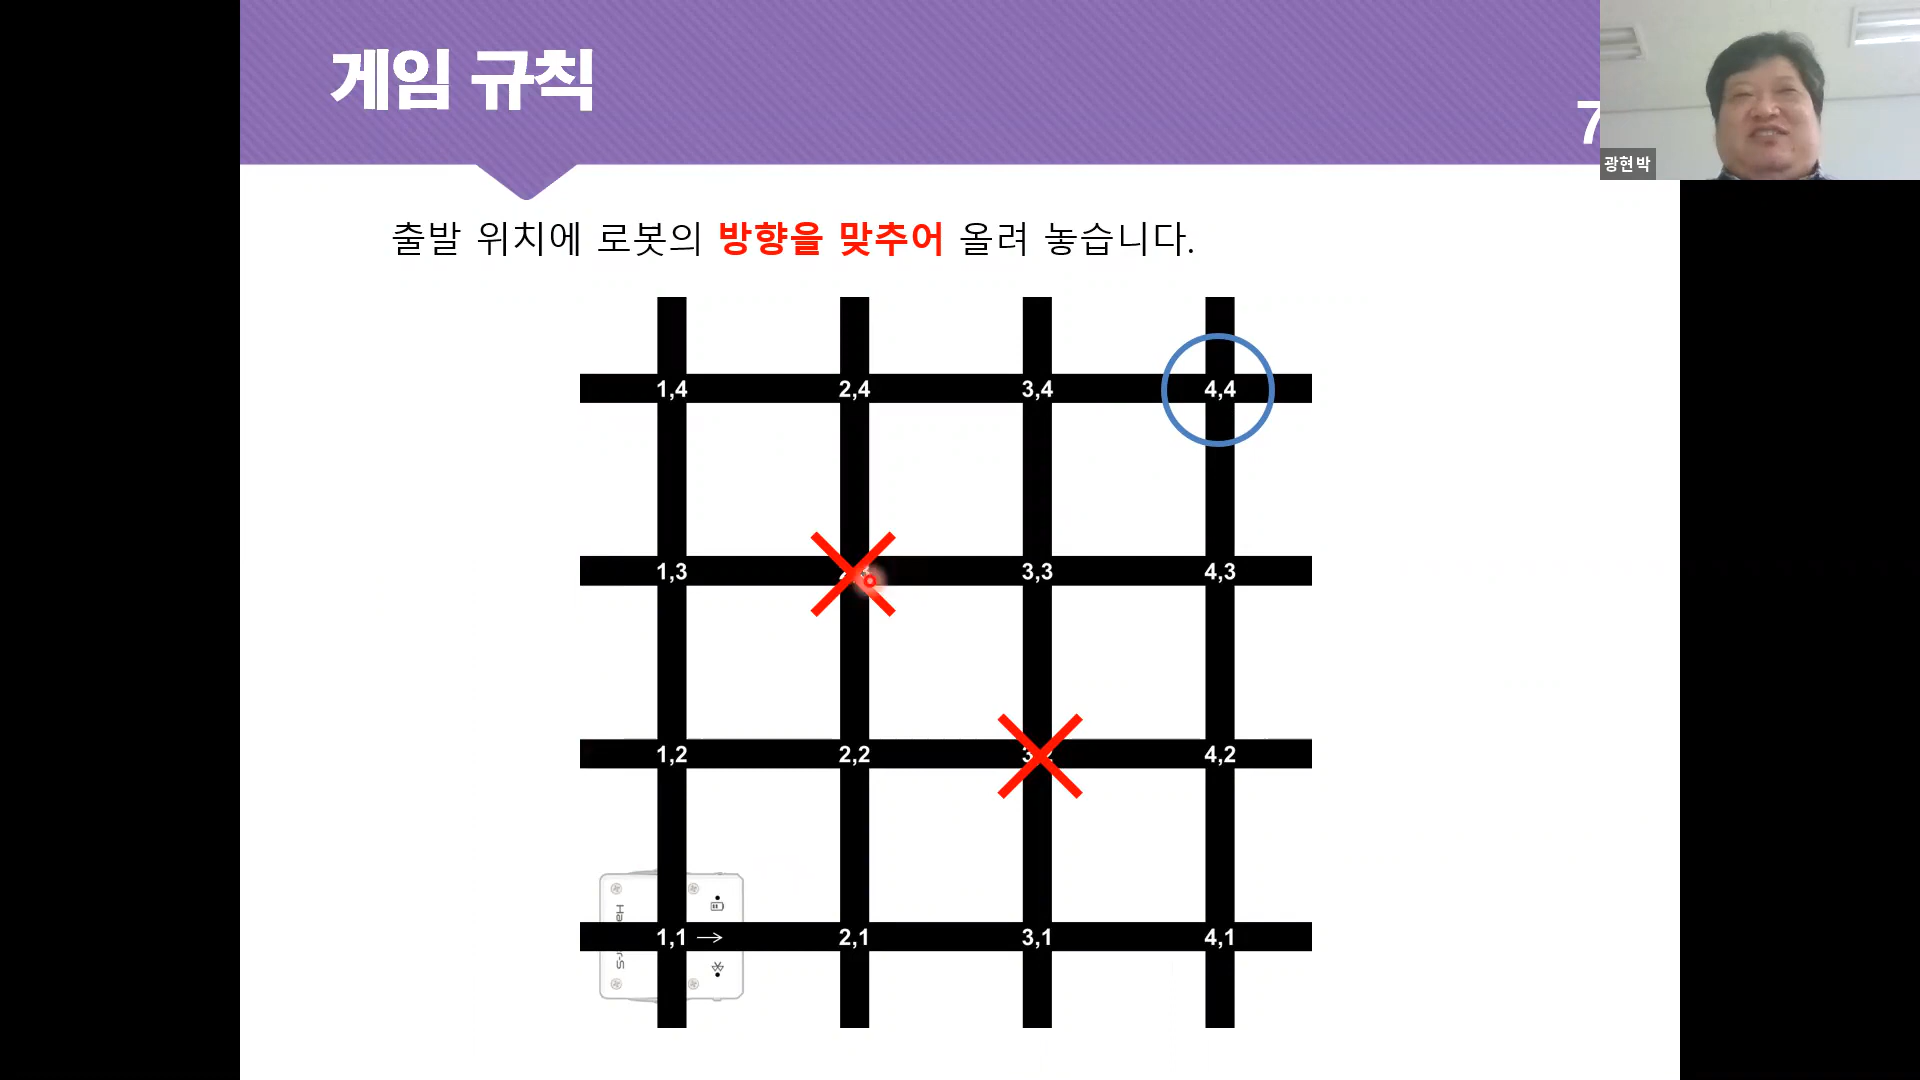 게임 규칙
7
광현 박
출발 위치에 로봇의 방향을 맞추어 올려 놓습니다.
1,4 2,4 3,4 4,4
1,3 3,3 4,3
1,2 2,2 4,2
1,1 → 2,1 3,1 4,1